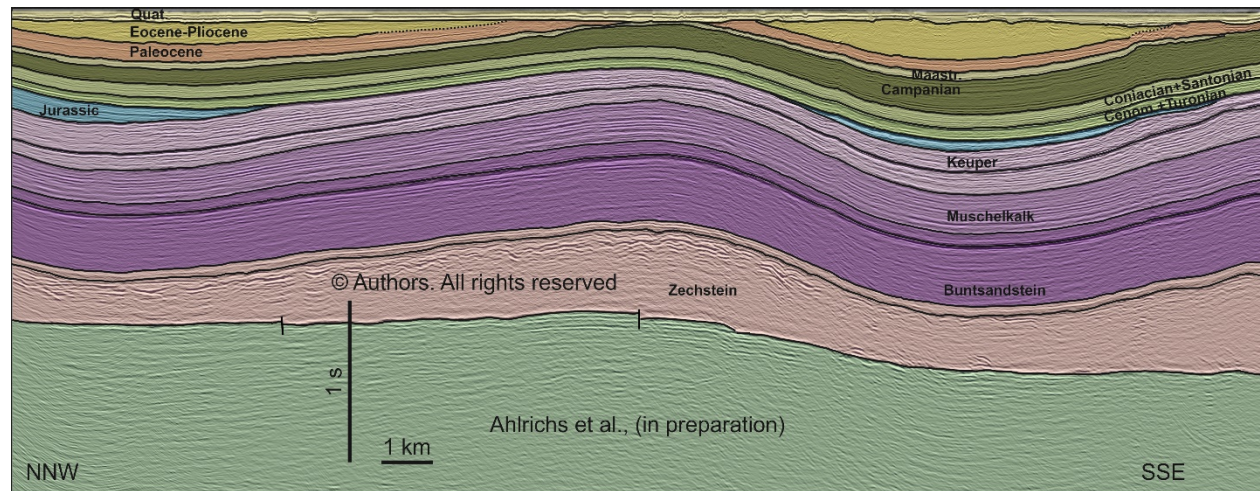 Quat
Eocene-Pliocene
Paleocene
Maastr.
Campanian
Coniacian+Santonian
Cenom.+Turonian
Jurassic
Keuper
Muschelkalk
© Authors. All rights reserved
Zechstein
Buntsandstein
1 s
Ahlrichs et al., (in preparation)
1 km
NNW
SSE